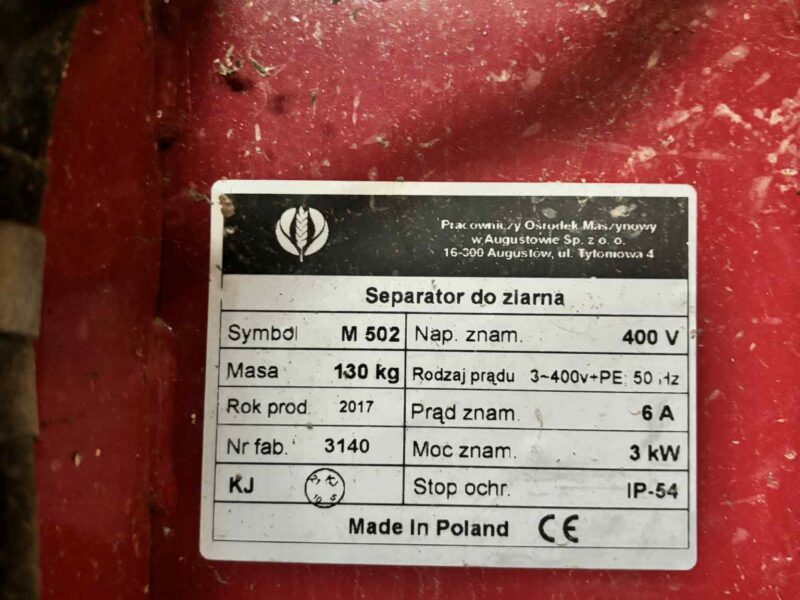 Pracowniczy Ośrodek Maszynowy
w Augustowie Sp. z o. o.
16-300 Augustów, ul. Tytoniowa 4
Separator do ziarna
Symbol M 502 Nap. znam. 400 V
Masa 130 kg Rodzaj prądu 3~400v+PE; 50 Hz
Rok prod. 2017 Prąd znam. 6 A
Nr fab. 3140 Moc znam. 3 kW
KJ Stop ochr. IP-54
Made In Poland CE